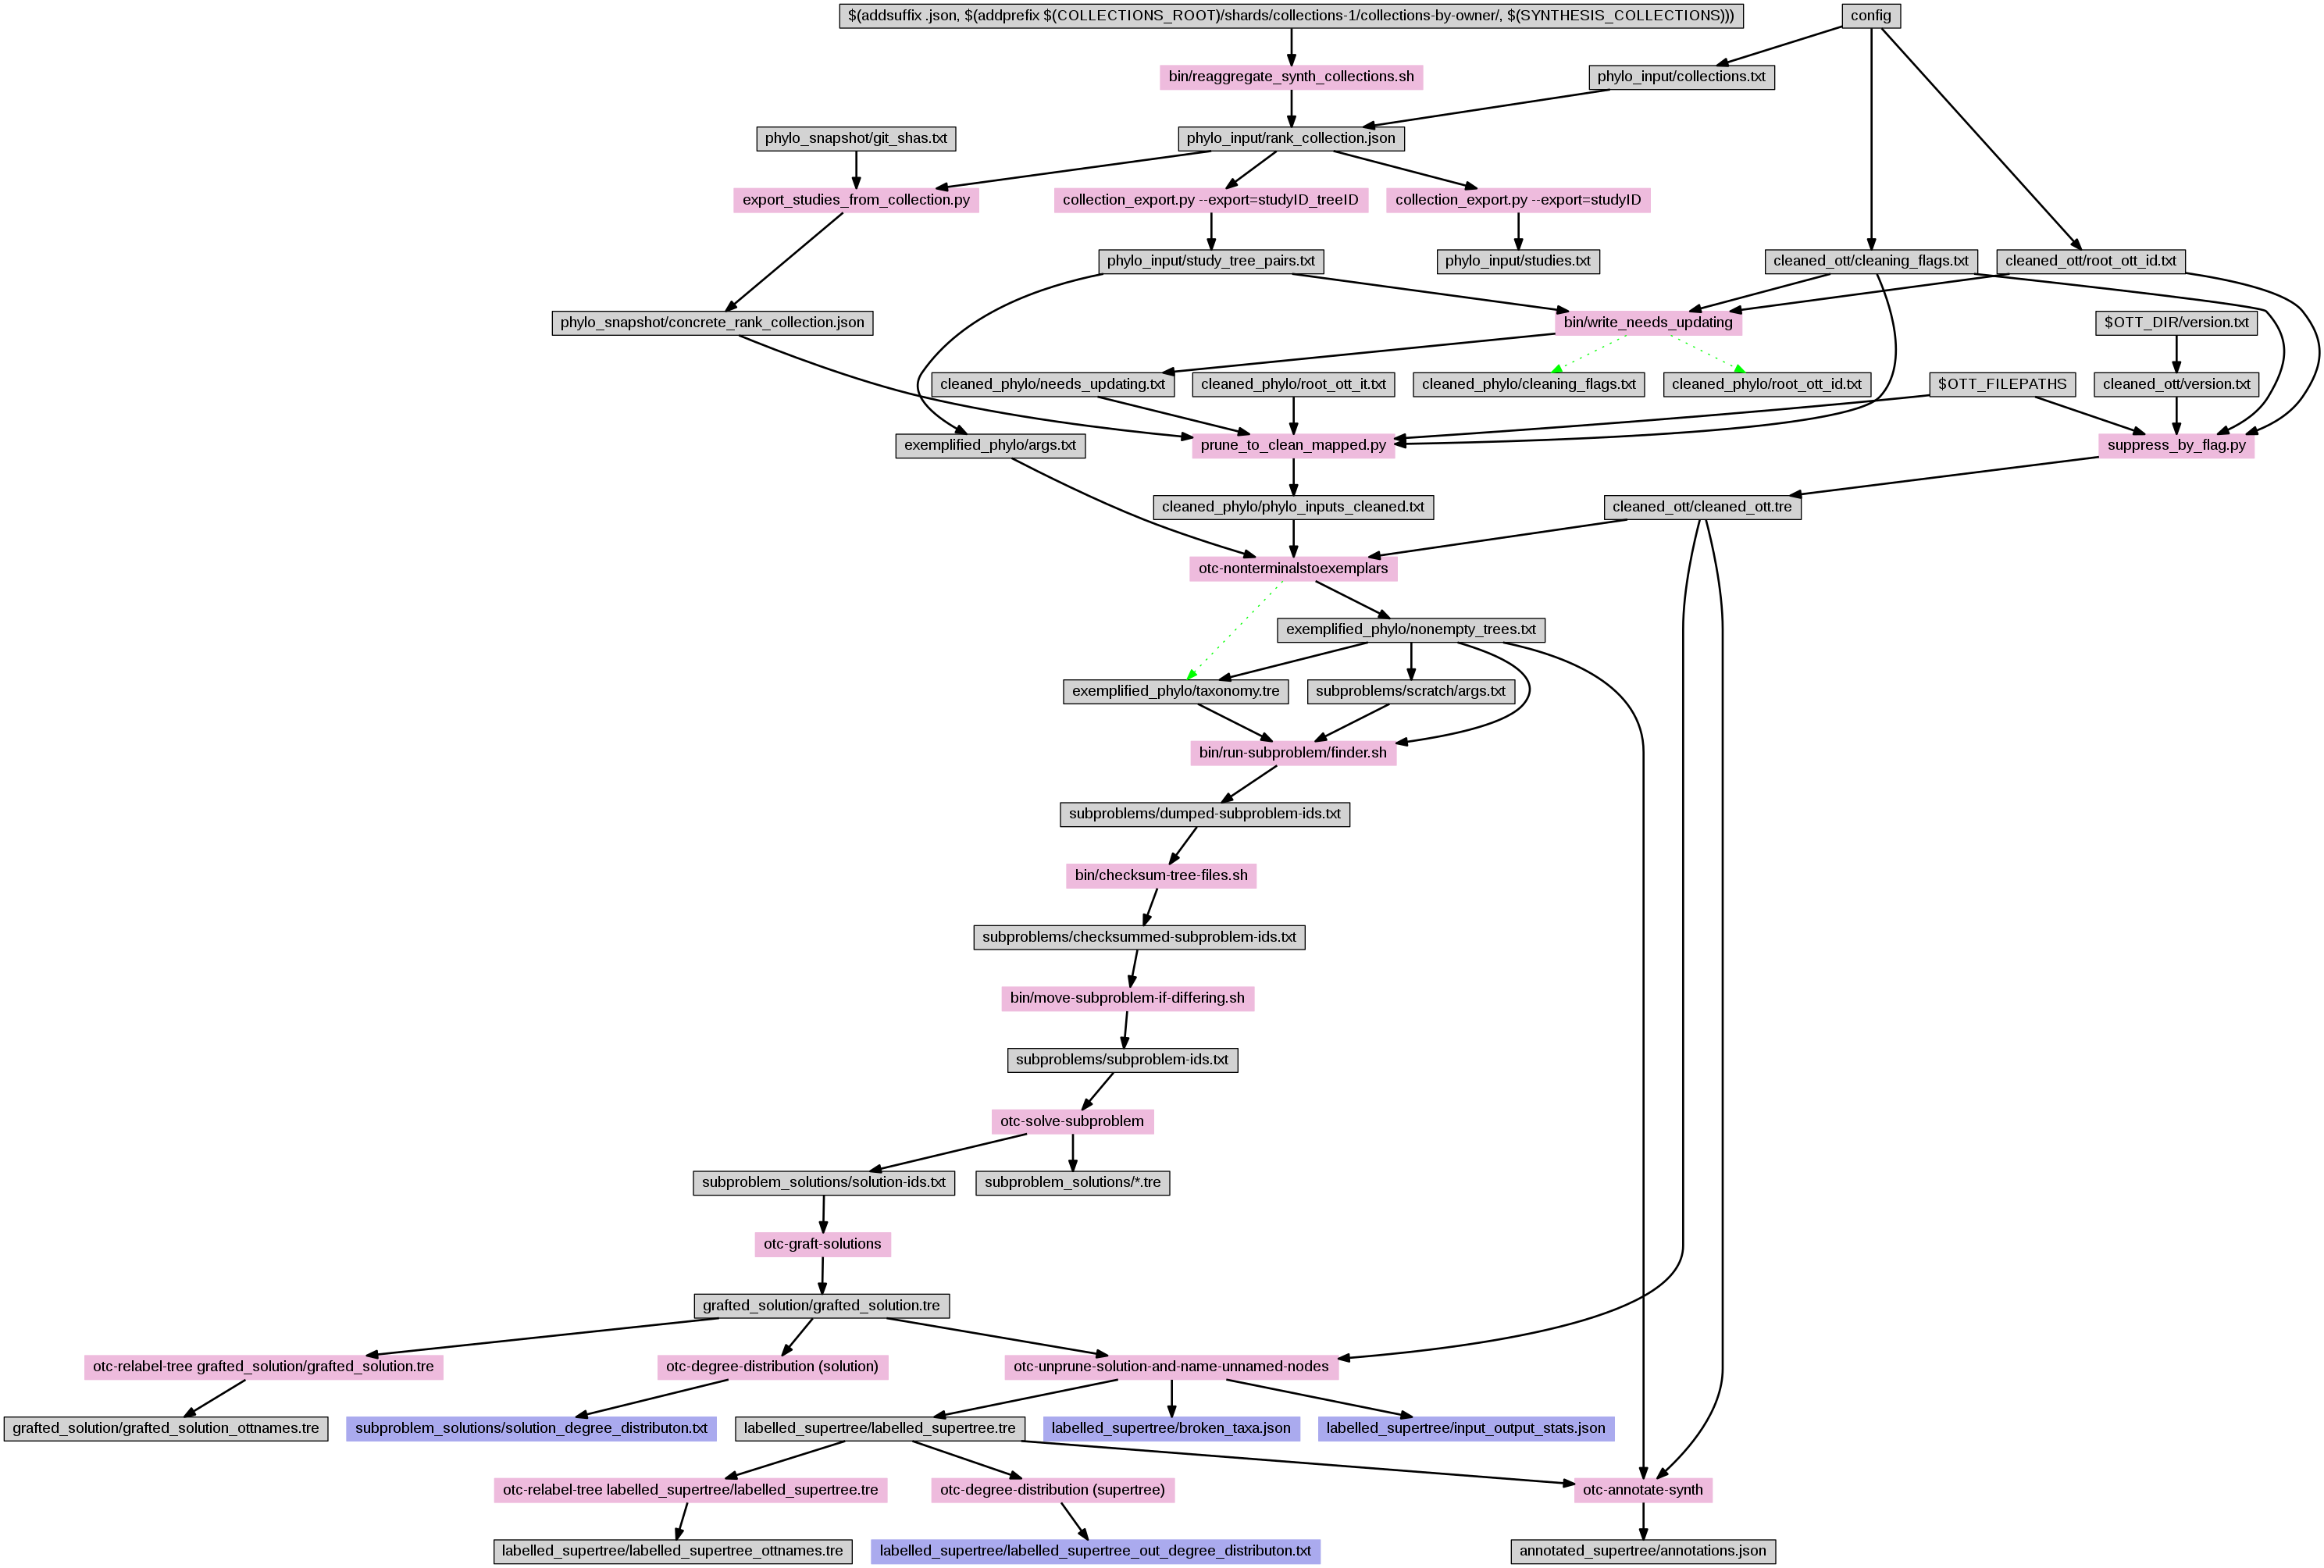 $(addsuffix .json, $(addprefix $(COLLECTIONS_ROOT)/shards/collections-1/collections-by-owner/, $(SYNTHESIS_COLLECTIONS)))
config
bin/reaggregate_synth_collections.sh
phylo_input/collections.txt
phylo_snapshot/git_shas.txt
phylo_input/rank_collection.json
export_studies_from_collection.py
collection_export.py --export=studyID_treeID
collection_export.py --export=studyID
phylo_input/study_tree_pairs.txt
phylo_input/studies.txt
cleaned_ott/cleaning_flags.txt
cleaned_ott/root_ott_id.txt
phylo_snapshot/concrete_rank_collection.json
bin/write_needs_updating
$OTT_DIR/version.txt
cleaned_phylo/needs_updating.txt
cleaned_phylo/root_ott_it.txt
cleaned_phylo/cleaning_flags.txt
cleaned_phylo/root_ott_id.txt
$OTT_FILEPATHS
cleaned_ott/version.txt
exemplified_phylo/args.txt
prune_to_clean_mapped.py
suppress_by_flag.py
cleaned_phylo/phylo_inputs_cleaned.txt
cleaned_ott/cleaned_ott.tre
otc-nonterminalstoexemplars
exemplified_phylo/nonempty_trees.txt
exemplified_phylo/taxonomy.tre
subproblems/scratch/args.txt
bin/run-subproblem/finder.sh
subproblems/dumped-subproblem-ids.txt
bin/checksum-tree-files.sh
subproblems/checksummed-subproblem-ids.txt
bin/move-subproblem-if-differing.sh
subproblems/subproblem-ids.txt
otc-solve-subproblem
subproblem_solutions/solution-ids.txt
subproblem_solutions/*.tre
otc-graft-solutions
grafted_solution/grafted_solution.tre
otc-relabel-tree grafted_solution/grafted_solution.tre
otc-degree-distribution (solution)
otc-unprune-solution-and-name-unnamed-nodes
grafted_solution/grafted_solution_ottnames.tre
subproblem_solutions/solution_degree_distributon.txt
labelled_supertree/labelled_supertree.tre
labelled_supertree/broken_taxa.json
labelled_supertree/input_output_stats.json
otc-relabel-tree labelled_supertree/labelled_supertree.tre
otc-degree-distribution (supertree)
otc-annotate-synth
labelled_supertree/labelled_supertree_ottnames.tre
labelled_supertree/labelled_supertree_out_degree_distributon.txt
annotated_supertree/annotations.json